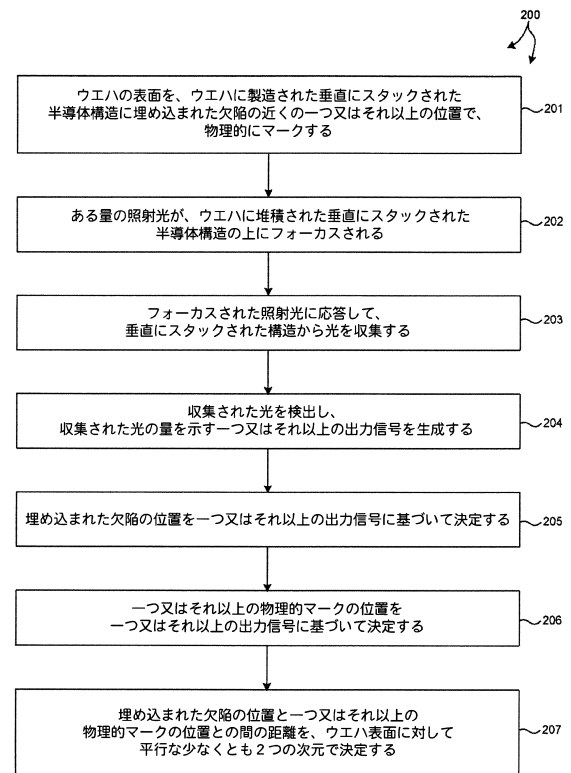 200
ウエハの表面を、ウエハに製造された垂直にスタックされた
半導体構造に埋め込まれた欠陥の近くの一つ又はそれ以上の位置で、
物理的にマークする
201
ある量の照射光が、ウエハに堆積された垂直にスタックされた
半導体構造の上にフォーカスされる
202
フォーカスされた照射光に応答して、
垂直にスタックされた構造から光を収集する
203
収集された光を検出し、
収集された光の量を示す一つ又はそれ以上の出力信号を生成する
204
埋め込まれた欠陥の位置を一つ又はそれ以上の出力信号に基づいて決定する
205
一つ又はそれ以上の物理的マークの位置を
一つ又はそれ以上の出力信号に基づいて決定する
206
埋め込まれた欠陥の位置と一つ又はそれ以上の
物理的マークの位置との間の距離を、ウエハ表面に対して
平行な少なくとも２つの次元で決定する
207